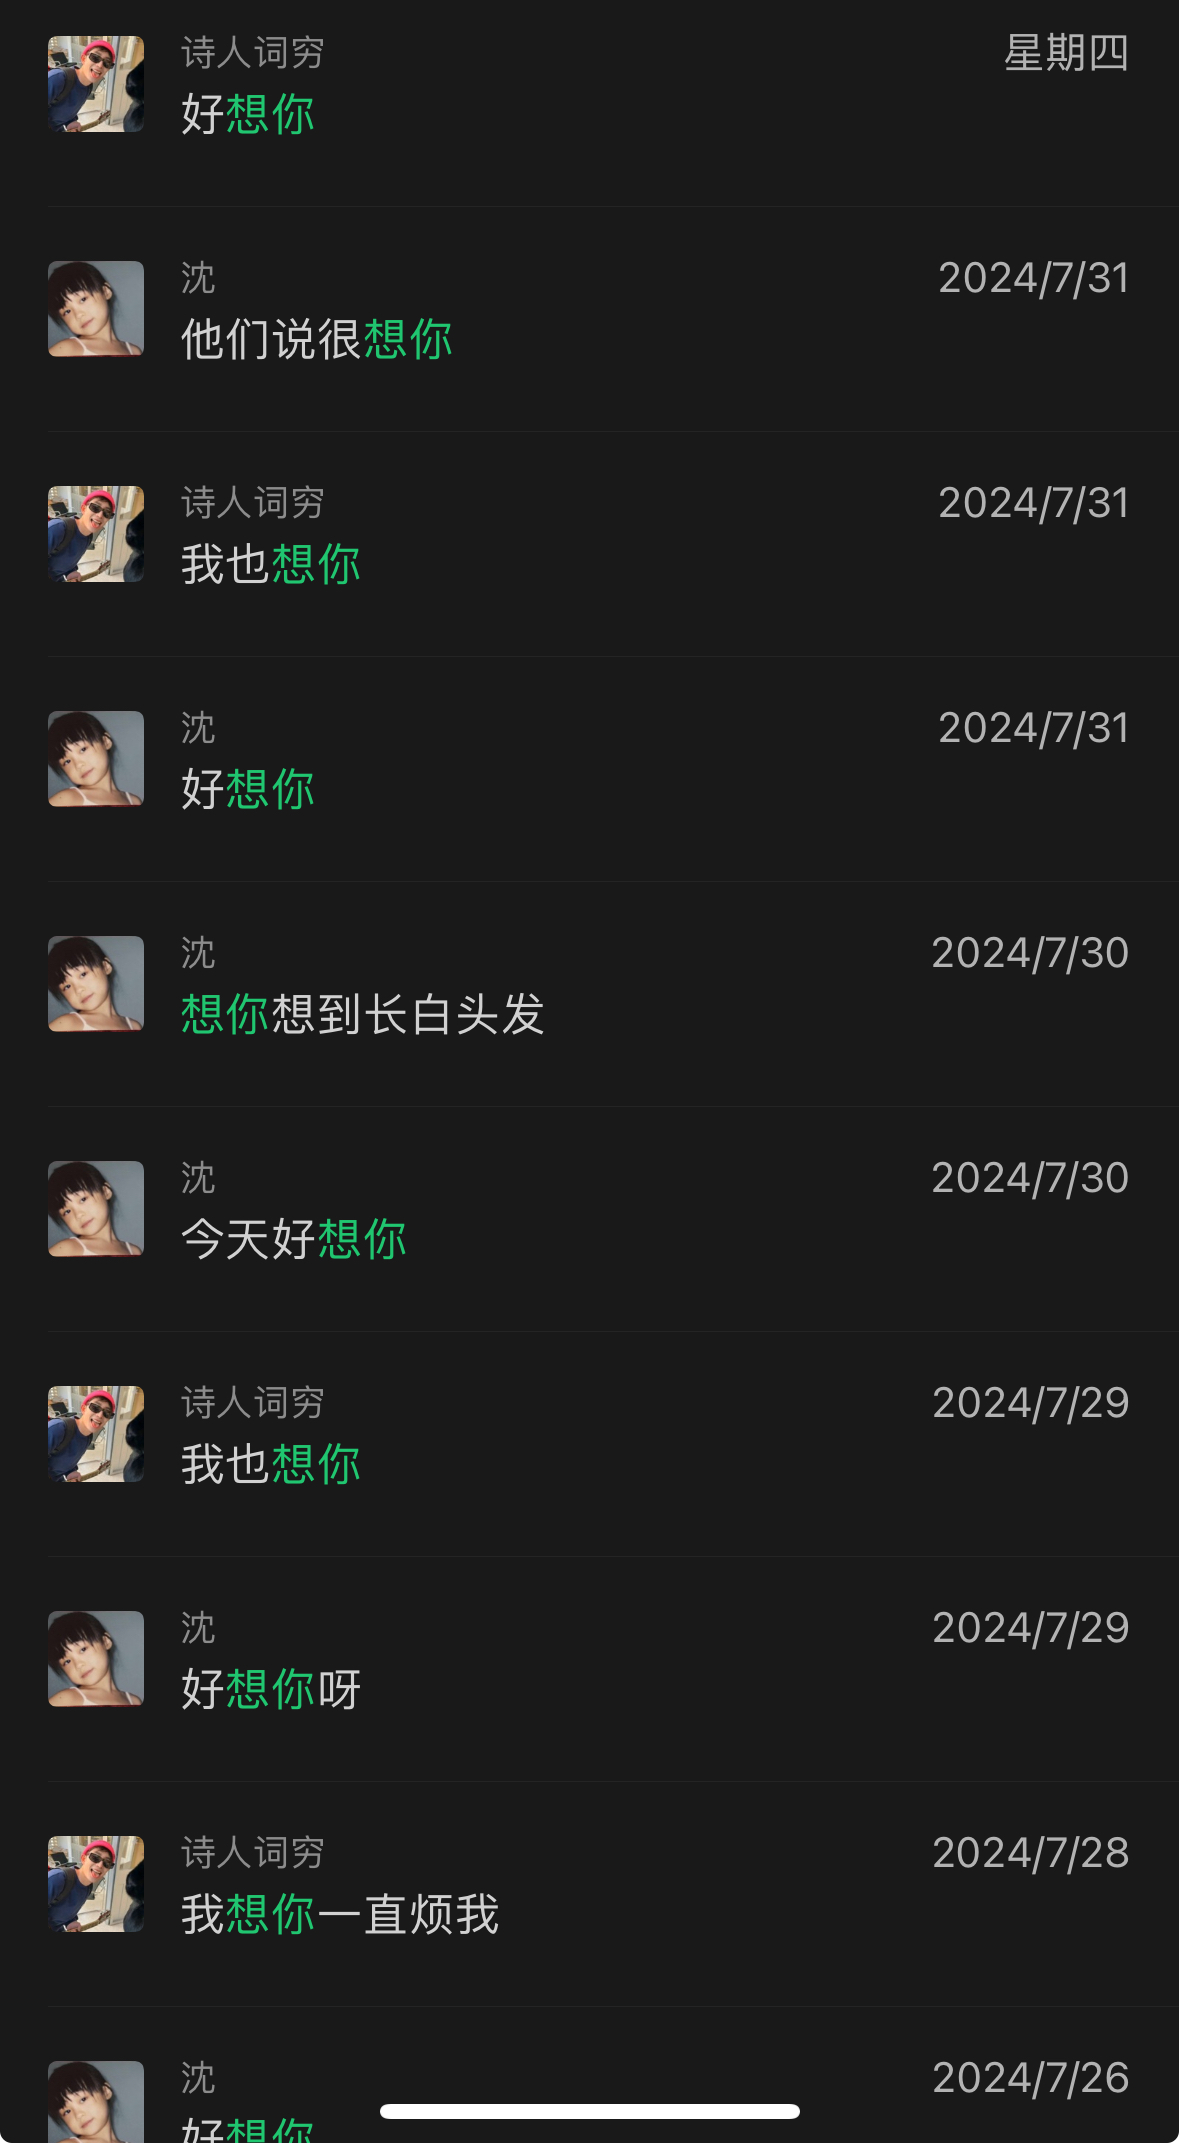 诗人词穷
星期四
好想你
沈
2024/7/31
他们说很想你
诗人词穷
2024/7/31
我也想你
沈
2024/7/31
好想你
沈
2024/7/30
想你想到长白头发
沈
2024/7/30
今天好想你
诗人词穷
2024/7/29
我也想你
沈
2024/7/29
好想你呀
诗人词穷
2024/7/28
我想你一直烦我
沈
2024/7/26
好想你